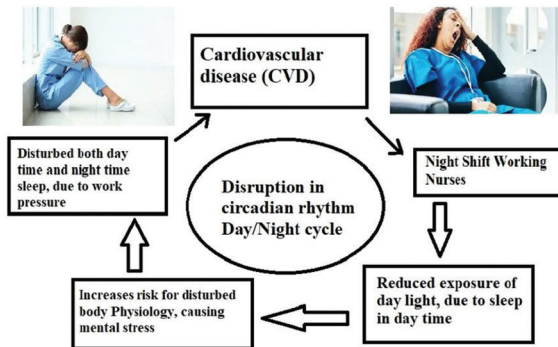 Cardiovascular
disease (CVD)
Night Shift Working
Nurses
Reduced exposure of
day light, due to sleep
in day time
Increases risk for disturbed
body Physiology, causing
mental stress
Disturbed both day
time and night time
sleep, due to work
pressure
Disruption in
circadian rhythm
Day/Night cycle